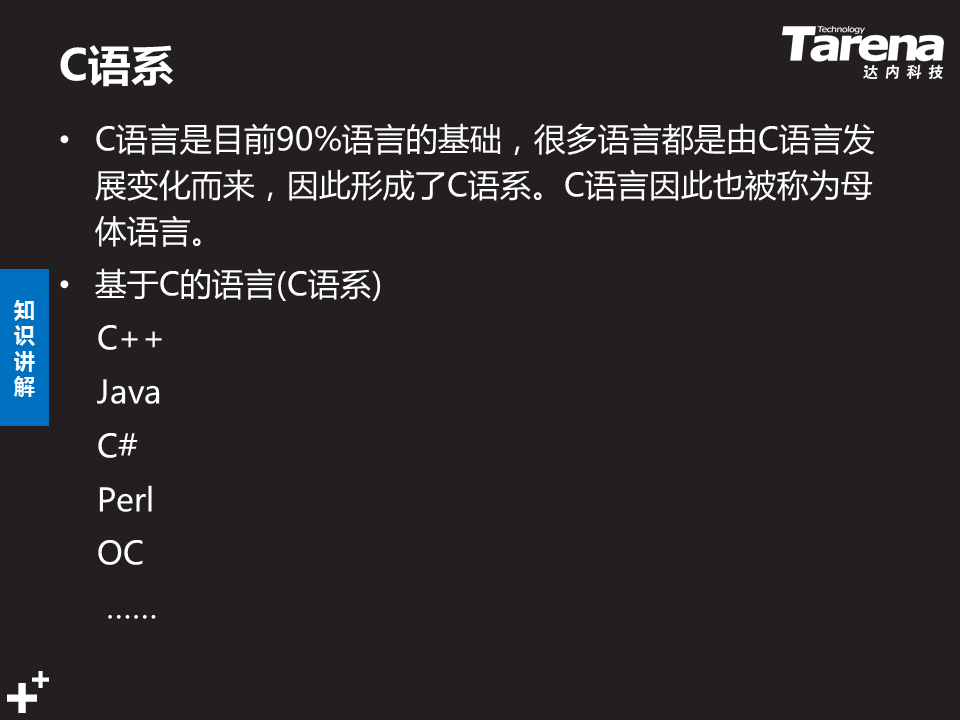 C语系
Technology
Tarena
达内科技
• C语言是目前90%语言的基础，很多语言都是由C语言发
展变化而来，因此形成了C语系。C语言因此也被称为母
体语言。
• 基于C的语言(C语系)
C++
Java
C#
Perl
OC
……
知
识
讲
解